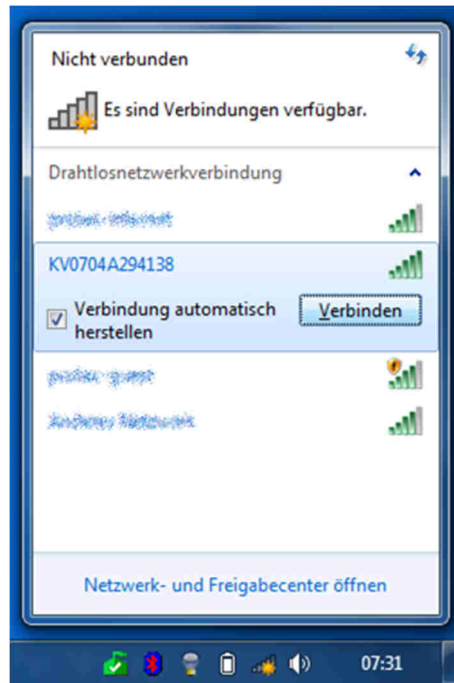 Nicht verbunden
Es sind Verbindungen verfügbar.
Drahtlosnetzwerkverbindung
KV0704A294138
Verbindung automatisch
herstellen
Verbinden
Netzwerk- und Freigabecenter öffnen
07:31